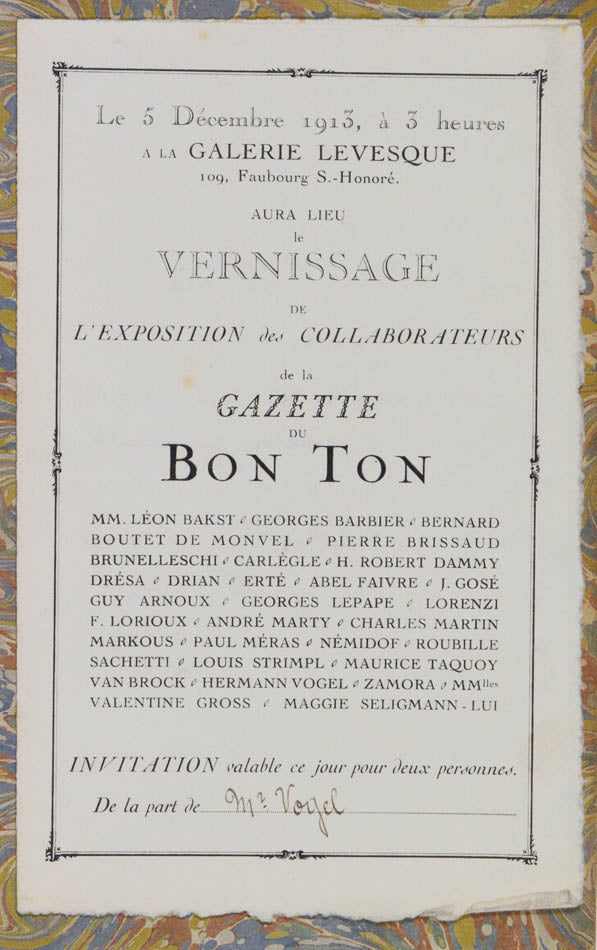 Le 5 Décembre 1913, à 3 heures
A LA GALERIE LEVESQUE
109, Faubourg S.-Honoré.
AURA LIEU
le
VERNISSAGE
DE
L'EXPOSITION des COLLABORATEURS
de la
GAZETTE
DU
BON TON
MM. LÉON BAKST GEORGES BARBIER BERNARD
BOUTET DE MONVEL PIERRE BRISSAUD
BRUNELLESCHI CARLÈGLE H. ROBERT DAMMY
DRÉSA DRIAN ERTÉ ABEL FAIVRE J. GOSÉ
GUY ARNOUX GEORGES LEPAPE LORENZI
F. LORIOUX ANDRÉ MARTY CHARLES MARTIN
MARKOUS PAUL MÉRAS NÉMIDOF ROUBILLE
SACHETTI LOUIS STRIMPL MAURICE TAQUOY
VAN BROCK HERMANN VOGEL ZAMORA MMlles
VALENTINE GROSS MAGGIE SELIGMANN-LUI
INVITATION valable ce jour pour deux personnes.
De la part de Mr Vogel